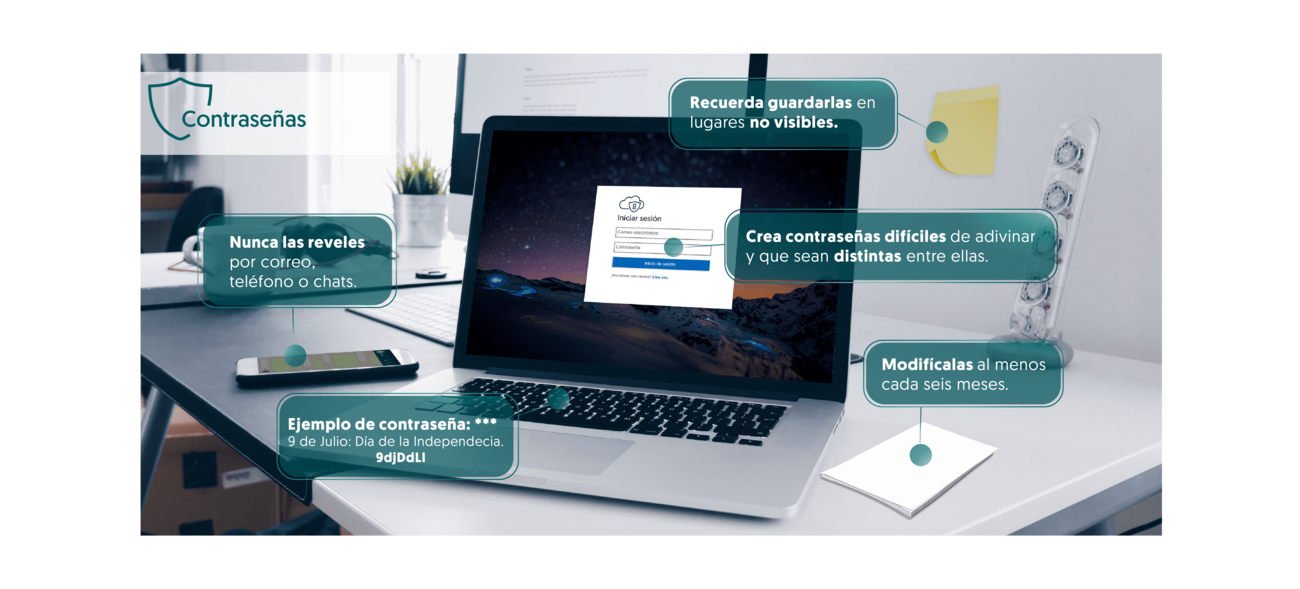 Contraseñas
Recuerda guardarlas en
lugares no visibles.
Iniciar sesión
Correo electrónico
Contraseña
Inicio de sesión
¿No tienes una cuenta? Crea una
Crea contraseñas difíciles de adivinar
y que sean distintas entre ellas.
Nunca las reveles
por correo,
teléfono o chats.
Modifícalas al menos
cada seis meses.
Ejemplo de contraseña: ***
9 de Julio: Día de la Independecia.
9djDdLI